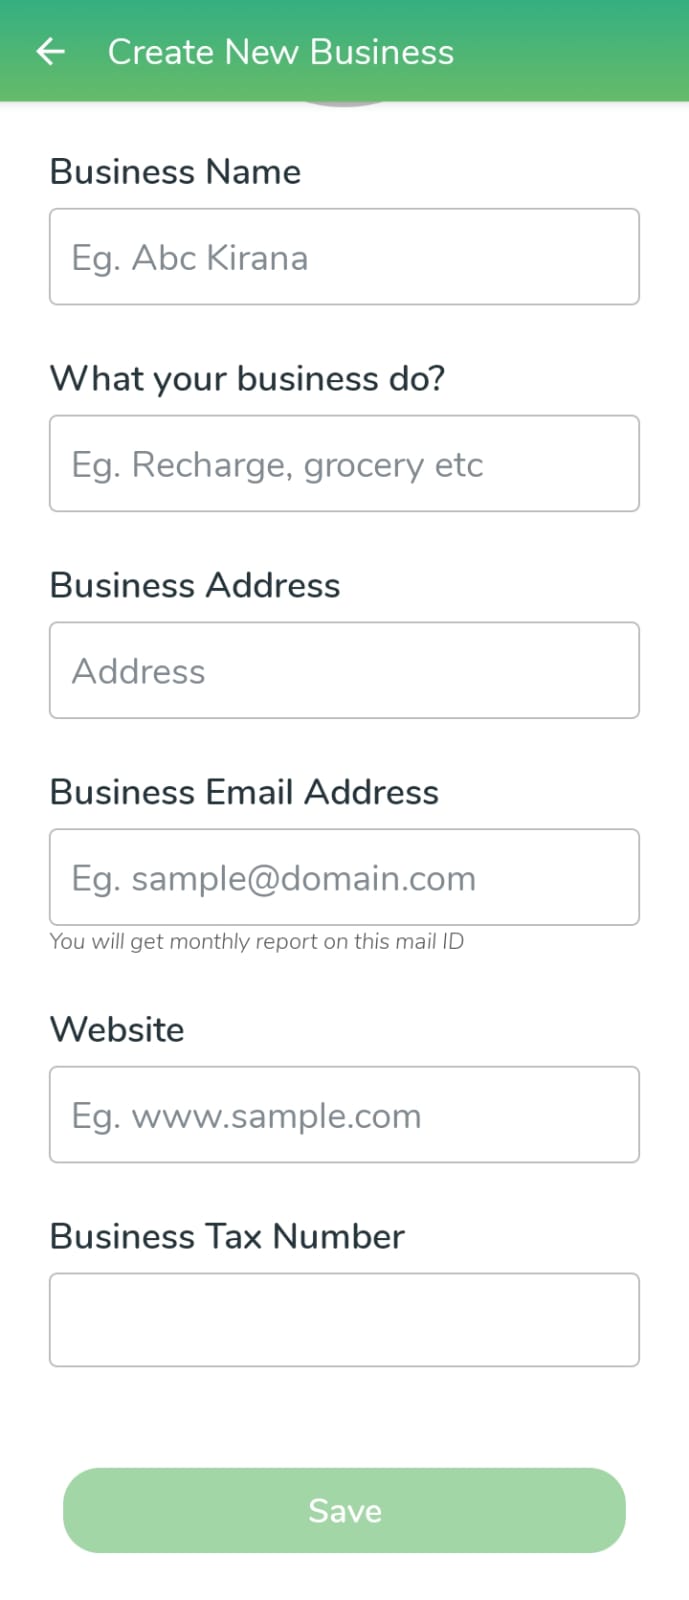 Create New Business
Business Name
Eg. Abc Kirana
What your business do?
Eg. Recharge, grocery etc
Business Address
Address
Business Email Address
Eg. sample@domain.com
You will get monthly report on this mail ID
Website
Eg. www.sample.com
Business Tax Number
Save